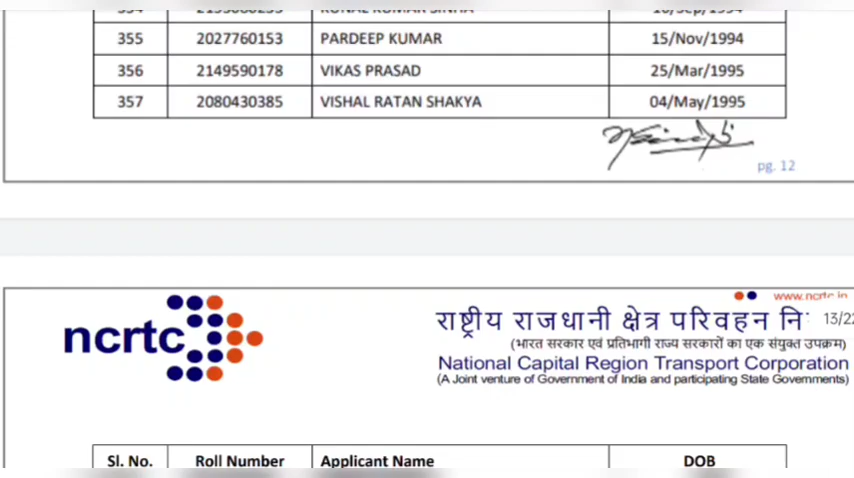 355 2027760153 PARDEEP KUMAR 15/Nov/1994
356 2149590178 VIKAS PRASAD 25/Mar/1995
357 2080430385 VISHAL RATAN SHAKYA 04/May/1995
pg. 12
www.ncrtc.in
ncrtc
राष्ट्रीय राजधानी क्षेत्र परिवहन नि
13/22
(भारत सरकार एवं प्रतिभागी राज्य सरकारों का एक संयुक्त उपक्रम)
National Capital Region Transport Corporation
(A Joint venture of Government of India and participating State Governments)
Sl. No. Roll Number Applicant Name DOB